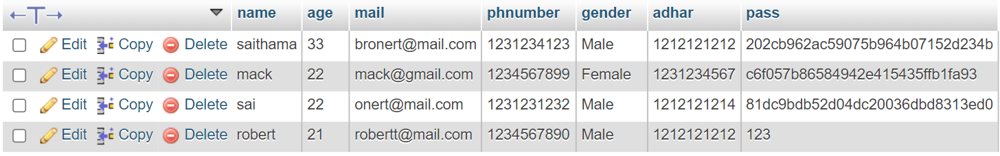 name age mail phnumber gender adhar pass
Edit Copy Delete saithama 33 bronert@mail.com 1231234123 Male 1212121212 202cb962ac59075b964b07152d234b
Edit Copy Delete mack 22 mack@gmail.com 1234567899 Female 1231234567 c6f057b86584942e415435ffb1fa93
Edit Copy Delete sai 22 onert@mail.com 1231231232 Male 1212121214 81dc9bdb52d04dc20036dbd8313ed0
Edit Copy Delete robert 21 robertt@mail.com 1234567890 Male 1212121212 123